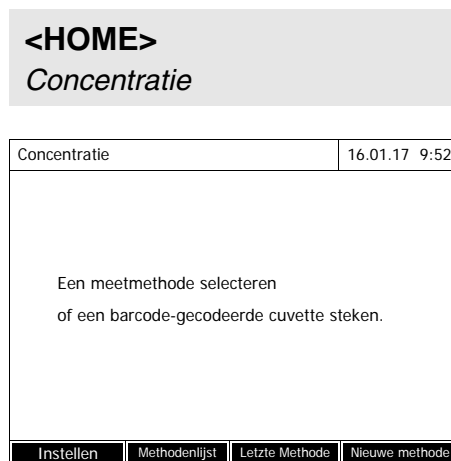 <HOME>
Concentratie
Concentratie 16.01.17 9:52
Een meetmethode selecteren
of een barcode-gecodeerde cuvette steken.
Instellen Methodenlijst Letzte Methode Nieuwe methode